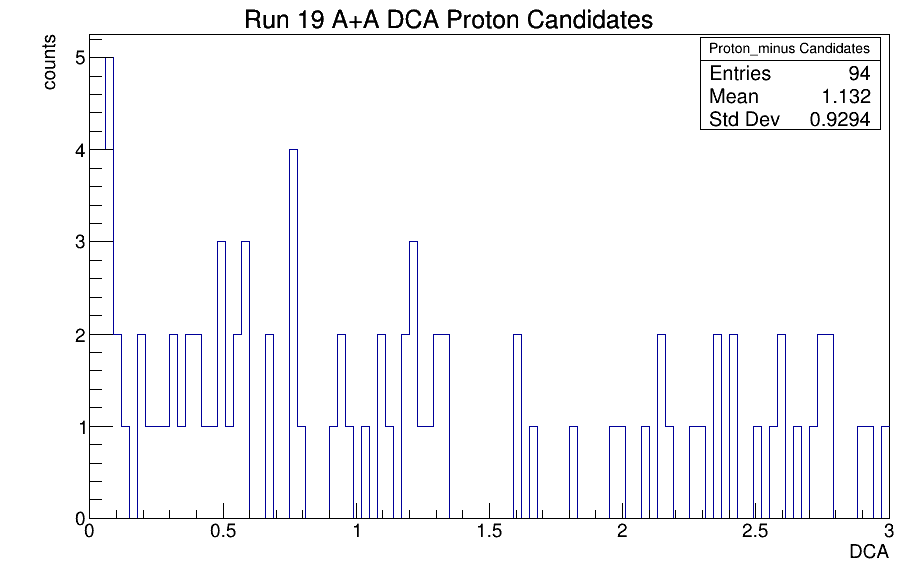 Run 19 A+A DCA Proton Candidates
counts
Proton_minus Candidates
Entries 94
Mean 1.132
Std Dev 0.9294
5
4
3
2
1
0
0 0.5 1 1.5 2 2.5 3
DCA